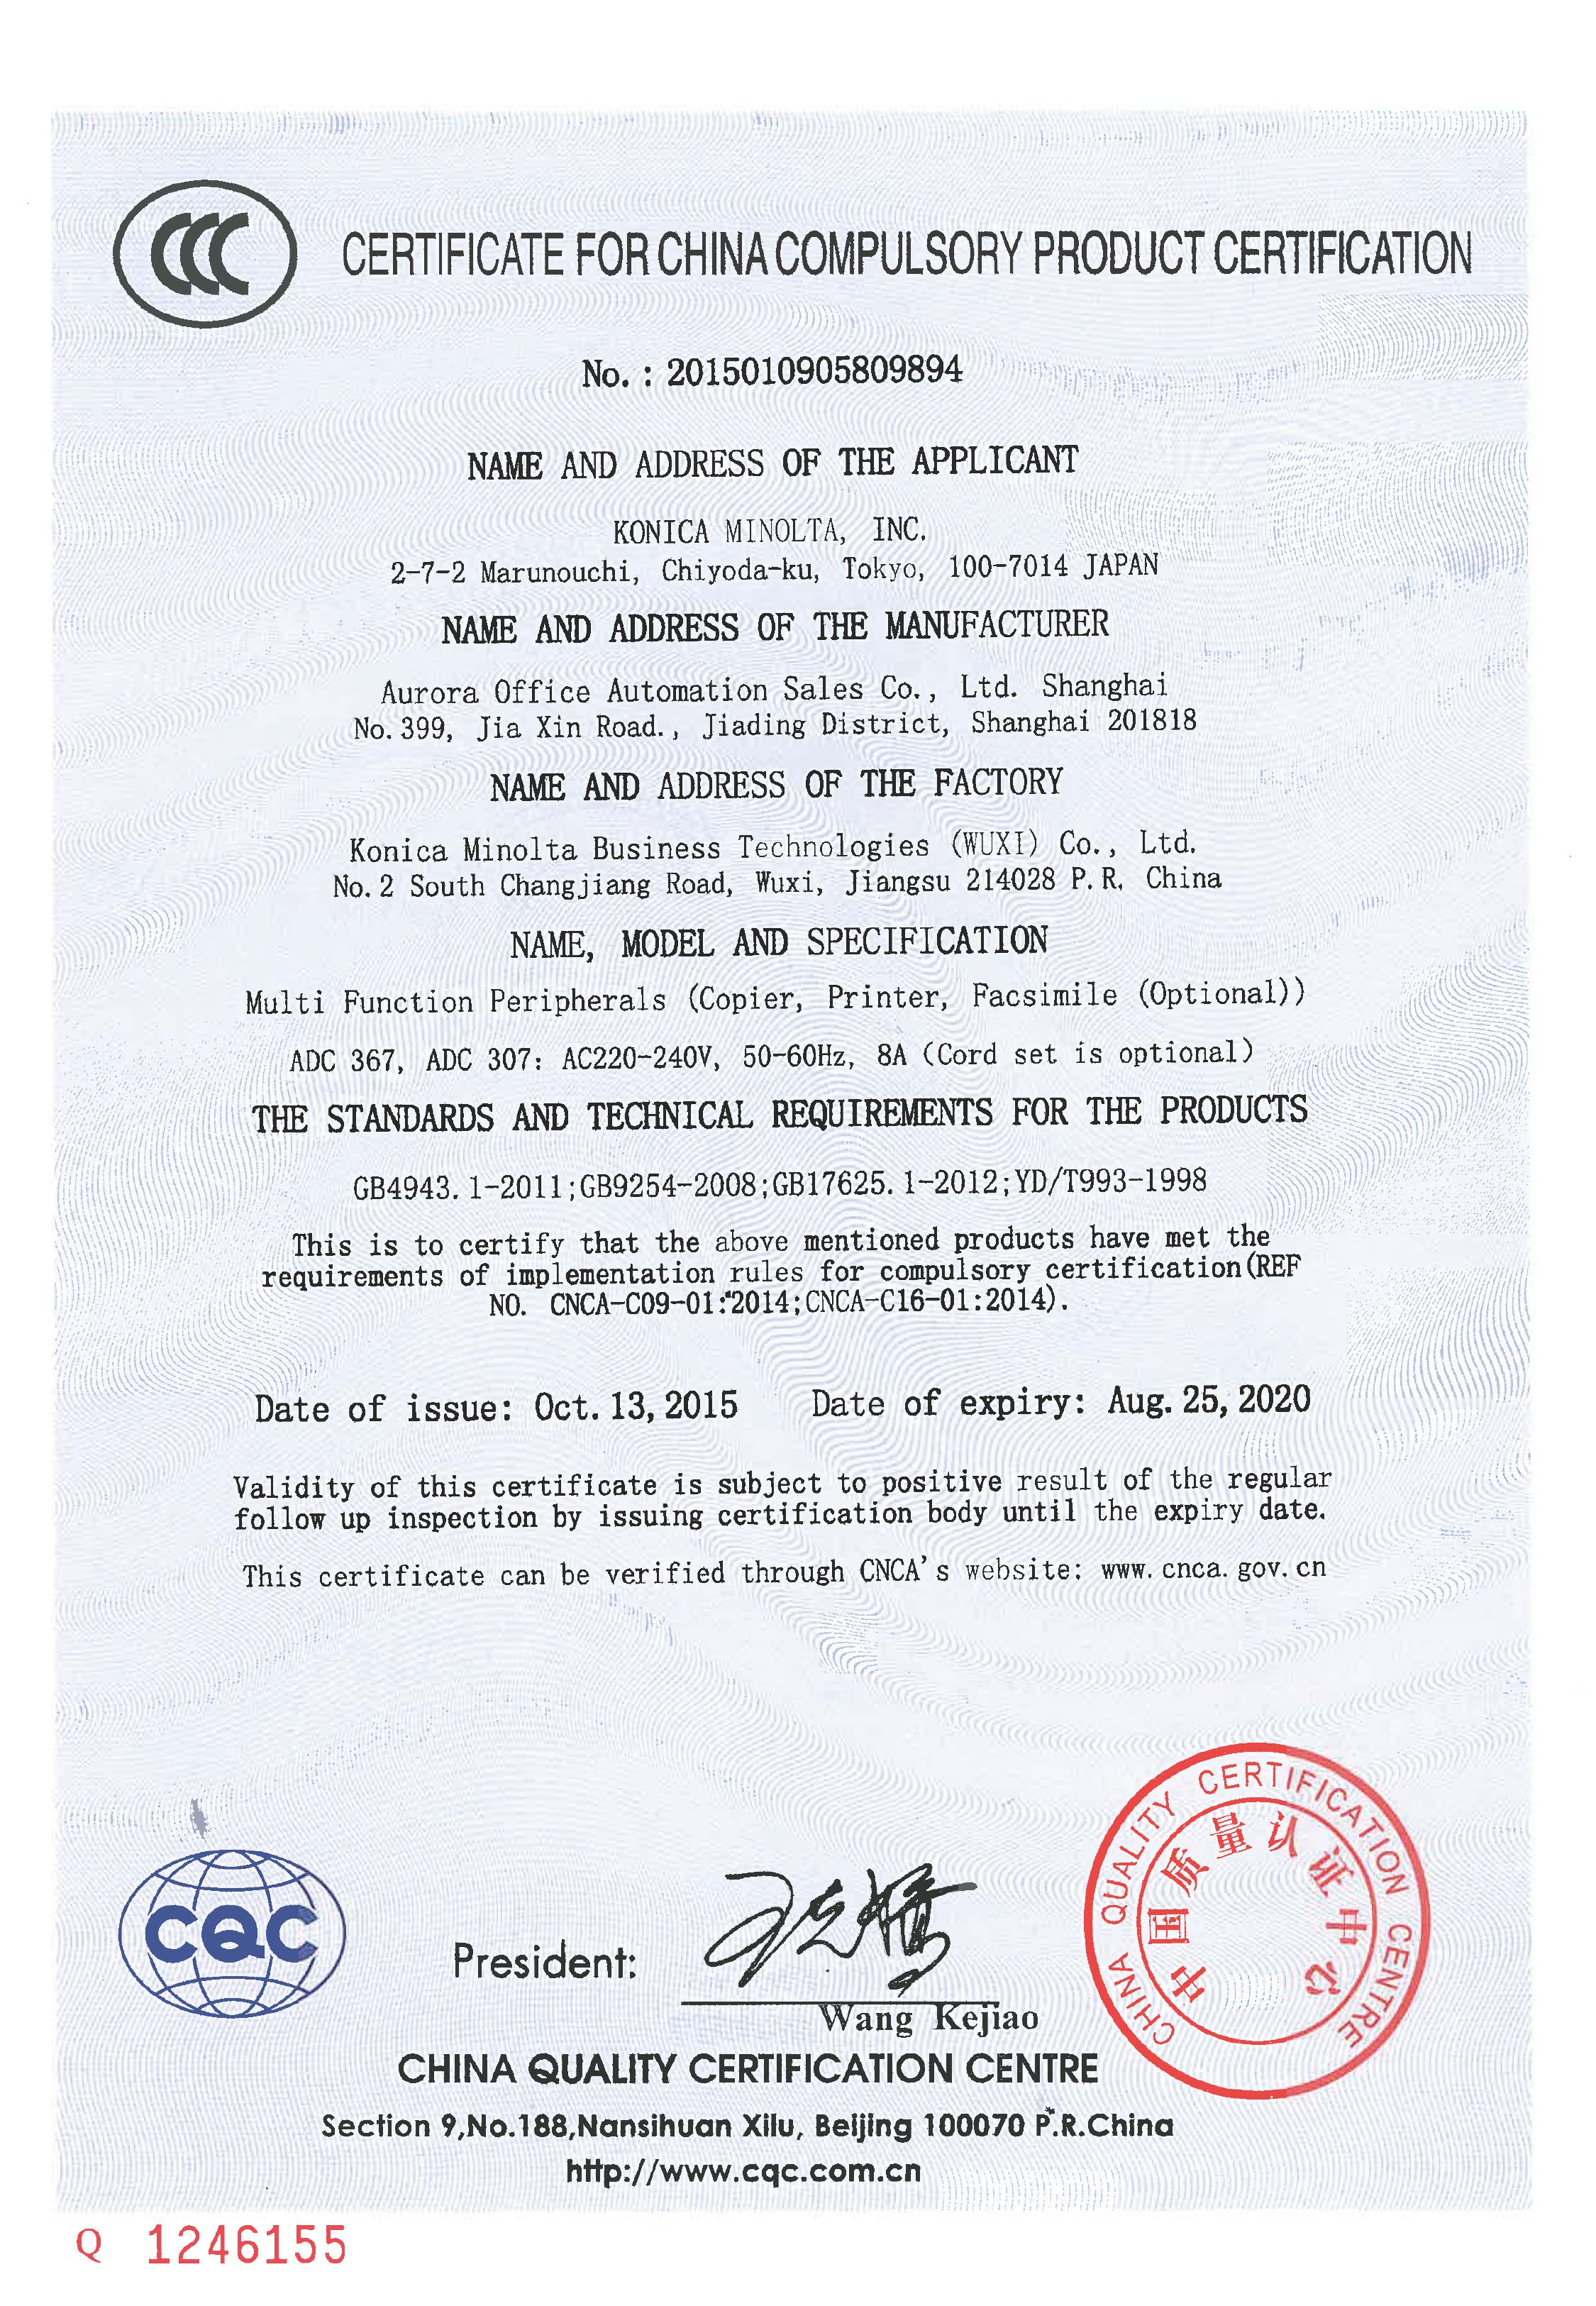 CERTIFICATE FOR CHINA COMPULSORY PRODUCT CERTIFICATION
No. : 2015010905809894
NAME AND ADDRESS OF THE APPLICANT
KONICA MINOLTA, INC.
2-7-2 Marunouchi, Chiyoda-ku, Tokyo, 100-7014 JAPAN
NAME AND ADDRESS OF THE MANUFACTURER
Aurora Office Automation Sales Co., Ltd. Shanghai
No.399, Jia Xin Road., Jiading District, Shanghai 201818
NAME AND ADDRESS OF THE FACTORY
Konica Minolta Business Technologies (WUXI) Co., Ltd.
No.2 South Changjiang Road, Wuxi, Jiangsu 214028 P.R. China
NAME, MODEL AND SPECIFICATION
Multi Function Peripherals (Copier, Printer, Facsimile (Optional))
ADC 367, ADC 307: AC220-240V, 50-60Hz, 8A (Cord set is optional)
THE STANDARDS AND TECHNICAL REQUIREMENTS FOR THE PRODUCTS
GB4943.1-2011;GB9254-2008;GB17625.1-2012;YD/T993-1998
This is to certify that the above mentioned products have met the
requirements of implementation rules for compulsory certification(REF
NO. CNCA-C09-01:2014;CNCA-C16-01:2014).
Date of issue: Oct. 13, 2015 Date of expiry: Aug. 25, 2020
Validity of this certificate is subject to positive result of the regular
follow up inspection by issuing certification body until the expiry date.
This certificate can be verified through CNCA's website: www.cnca.gov.cn
CQC
President:
王克娇
Wang Kejiao
CHINA QUALITY CERTIFICATION CENTRE
中国质量认证中心
CHINA QUALITY CERTIFICATION CENTRE
Section 9,No.188,Nansihuan Xilu, Beijing 100070 P.R.China
http://www.cqc.com.cn
Q 1246155